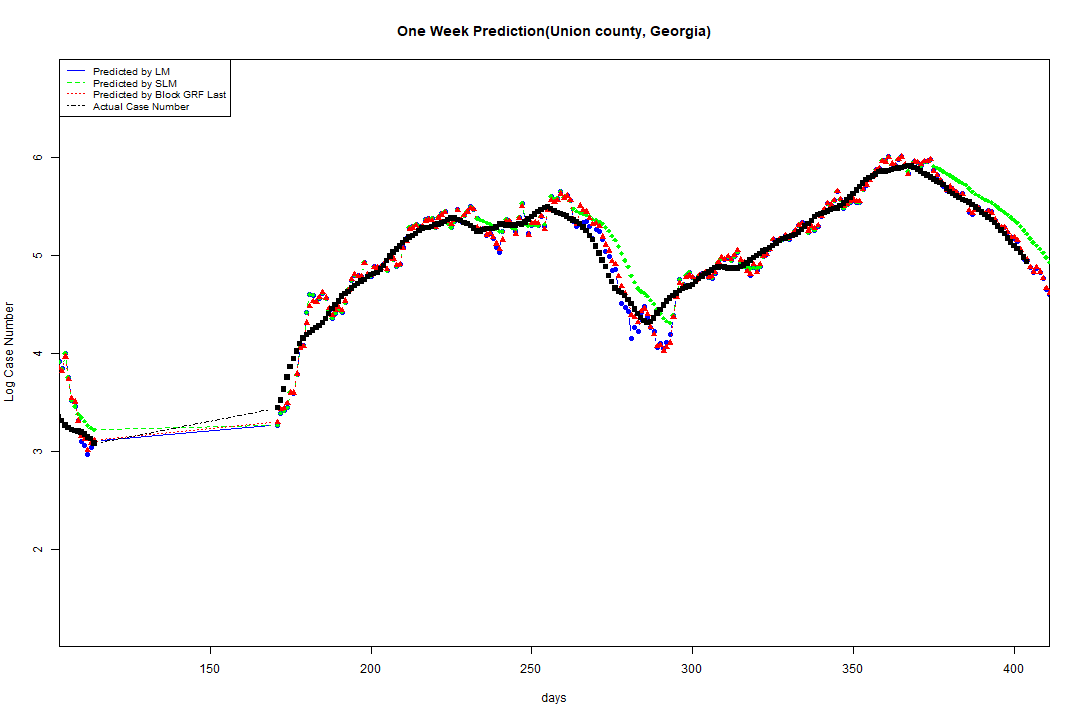 One Week Prediction(Union county, Georgia)
Predicted by LM
Predicted by SLM
Predicted by Block GRF Last
Actual Case Number
6
5
4
3
2
Log Case Number
150 200 250 300 350 400
days